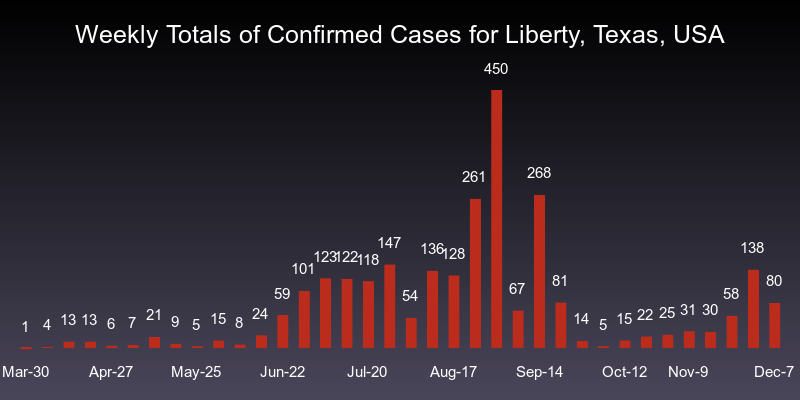 Weekly Totals of Confirmed Cases for Liberty, Texas, USA
450
261 268
147
123 122 118 136 128 138
101
59 54 67 81 58 80
1 4 13 13 6 7 21 9 5 15 8 24 14 5 15 22 25 31 30
Mar-30 Apr-27 May-25 Jun-22 Jul-20 Aug-17 Sep-14 Oct-12 Nov-9 Dec-7